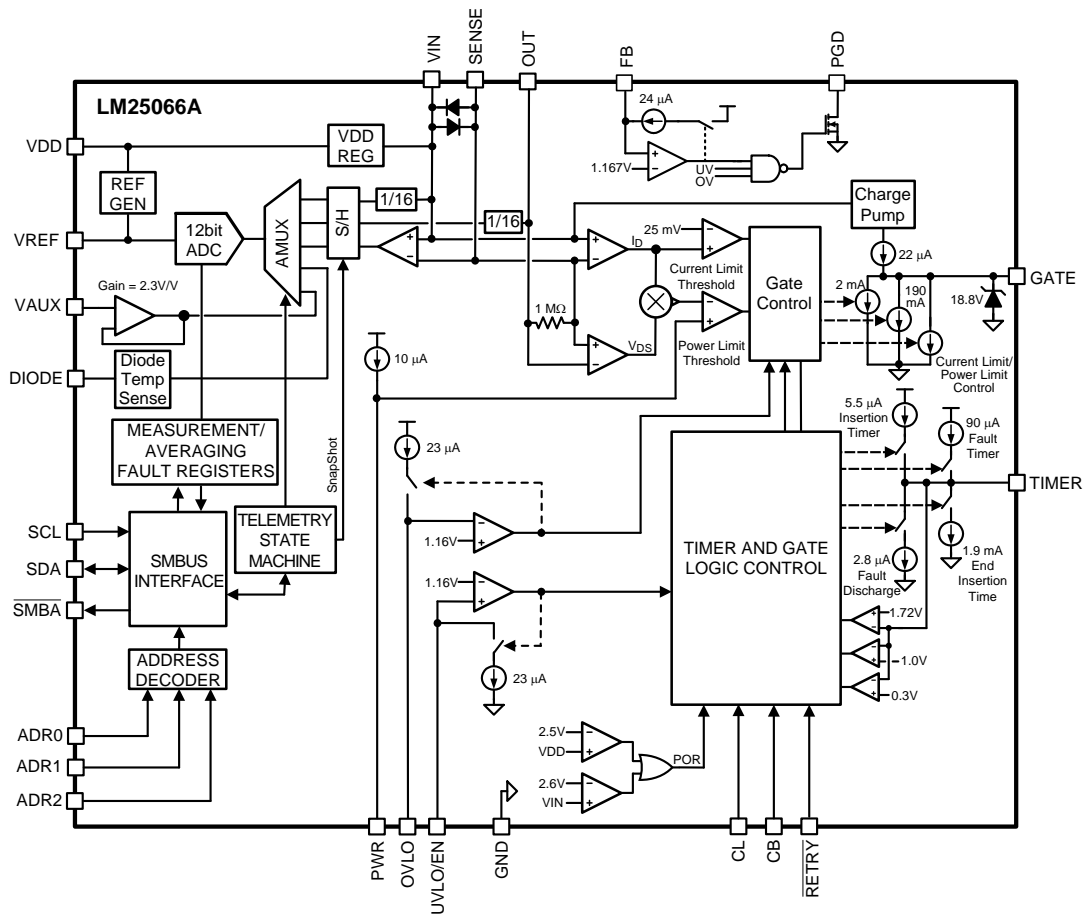 VIN
SENSE
OUT
FB
PGD
LM25066A
24 µA
VDD
VDD
REG
1.167V
UV
OV
REF
GEN
1/16
1/16
Charge
Pump
VREF
12bit
ADC
AMUX
S/H
25 mV
ID
22 µA
GATE
VAUX
Gain = 2.3V/V
Current Limit
Threshold
Gate
Control
2 mA
190
mA
18.8V
1 MΩ
VDS
Power Limit
Threshold
Current Limit/
Power Limit
Control
DIODE
Diode
Temp
Sense
10 µA
5.5 µA
Insertion
Timer
90 µA
Fault
Timer
MEASUREMENT/
AVERAGING
FAULT REGISTERS
SnapShot
23 µA
TIMER
SCL
SDA
SMBA
SMBUS
INTERFACE
TELEMETRY
STATE
MACHINE
1.16V
TIMER AND GATE
LOGIC CONTROL
2.8 µA
Fault
Discharge
1.9 mA
End
Insertion
Time
1.16V
1.72V
1.0V
0.3V
ADDRESS
DECODER
23 µA
ADR0
ADR1
ADR2
2.5V
VDD
POR
2.6V
VIN
PWR
OVLO
UVLO/EN
GND
CL
CB
RETRY